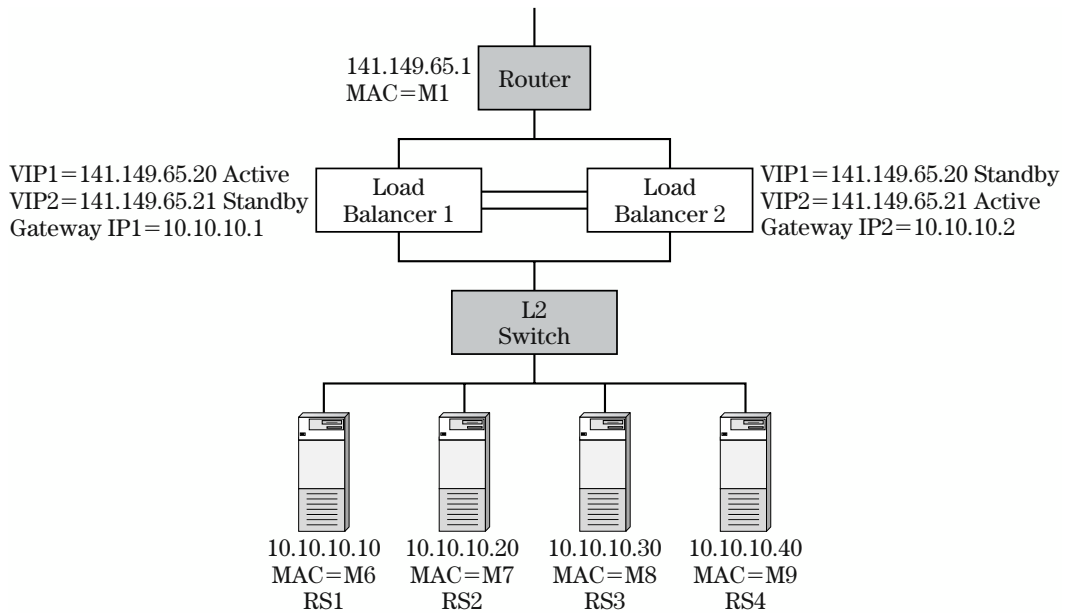 141.149.65.1
MAC=M1
Router
VIP1=141.149.65.20 Active
VIP2=141.149.65.21 Standby
Gateway IP1=10.10.10.1
Load
Balancer 1
Load
Balancer 2
VIP1=141.149.65.20 Standby
VIP2=141.149.65.21 Active
Gateway IP2=10.10.10.2
L2
Switch
10.10.10.10
MAC=M6
RS1
10.10.10.20
MAC=M7
RS2
10.10.10.30
MAC=M8
RS3
10.10.10.40
MAC=M9
RS4